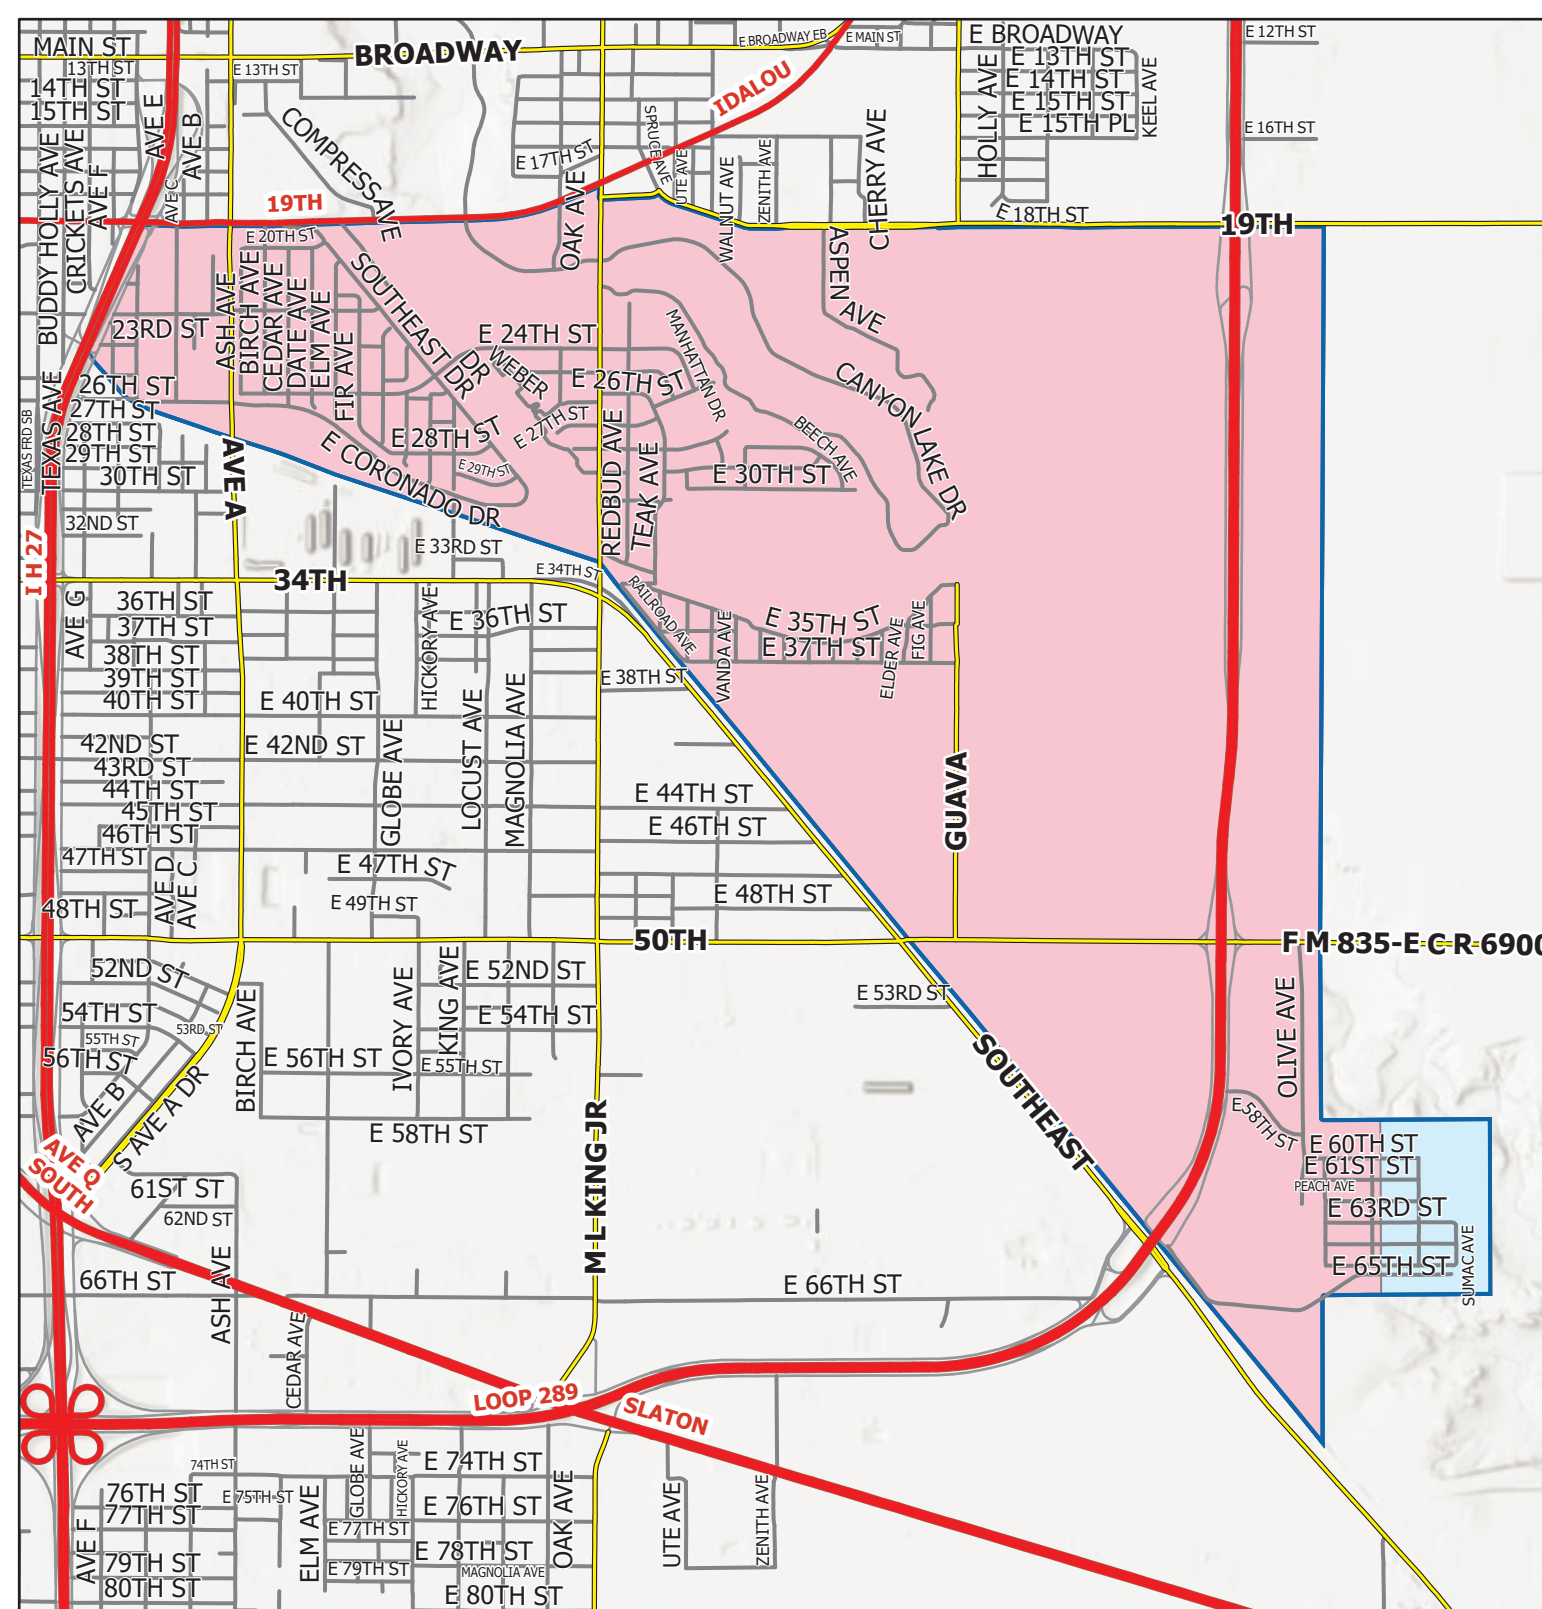 MAIN ST
13TH ST
14TH ST
15TH ST
E 13TH ST
BROADWAY
E BROADWAY EB
E MAIN ST
E BROADWAY
E 13TH ST
E 14TH ST
E 15TH ST
E 15TH PL
E 12TH ST
E 16TH ST
KEEL AVE
HOLLY AVE
IDALOU
AVE E
AVE B
AVE C
AVE F
CRICKETS AVE
BUDDY HOLLY AVE
COMPRESS AVE
E 17TH ST
SPRUCE AVE
UTE AVE
WALNUT AVE
ZENITH AVE
CHERRY AVE
E 18TH ST
19TH
19TH
OAK AVE
E 20TH ST
23RD ST
ASH AVE
BIRCH AVE
CEDAR AVE
DATE AVE
ELM AVE
FIR AVE
SOUTHEAST DR
E 24TH ST
WEBER DR
E 26TH ST
E 27TH ST
MANHATTAN DR
ASPEN AVE
CANYON LAKE DR
BEECH AVE
26TH ST
27TH ST
28TH ST
29TH ST
30TH ST
32ND ST
TEXAS AVE
TEXAS FRD SB
I H 27
AVE A
E 28TH ST
E 29TH ST
E CORONADO DR
E 30TH ST
REDBUD AVE
TEAK AVE
E 33RD ST
E 34TH ST
34TH
RAILROAD AVE
VANDA AVE
E 35TH ST
E 37TH ST
ELDER AVE
FIG AVE
AVE G
36TH ST
37TH ST
38TH ST
39TH ST
40TH ST
HICKORY AVE
E 36TH ST
E 38TH ST
E 40TH ST
42ND ST
43RD ST
44TH ST
45TH ST
46TH ST
47TH ST
48TH ST
E 42ND ST
GLOBE AVE
LOCUST AVE
MAGNOLIA AVE
E 44TH ST
E 46TH ST
E 47TH ST
E 48TH ST
E 49TH ST
AVE D
AVE C
GUAVA
50TH
FM 835-E C R 6900
52ND ST
54TH ST
53RD ST
55TH ST
56TH ST
AVE B
S AVE A DR
BIRCH AVE
E 56TH ST
IVORY AVE
KING AVE
E 52ND ST
E 54TH ST
E 55TH ST
E 58TH ST
E 53RD ST
SOUTHEAST
OLIVE AVE
E 58TH ST
E 60TH ST
E 61ST ST
PEACH AVE
E 63RD ST
E 65TH ST
SUMAC AVE
M L KING JR
AVE Q
SOUTH
61ST ST
62ND ST
66TH ST
ASH AVE
CEDAR AVE
E 66TH ST
LOOP 289
SLATON
74TH ST
76TH ST
77TH ST
79TH ST
80TH ST
AVE F
E 75TH ST
ELM AVE
GLOBE AVE
HICKORY AVE
E 74TH ST
E 76TH ST
E 77TH ST
E 78TH ST
E 79TH ST
MAGNOLIA AVE
E 80TH ST
OAK AVE
UTE AVE
ZENITH AVE